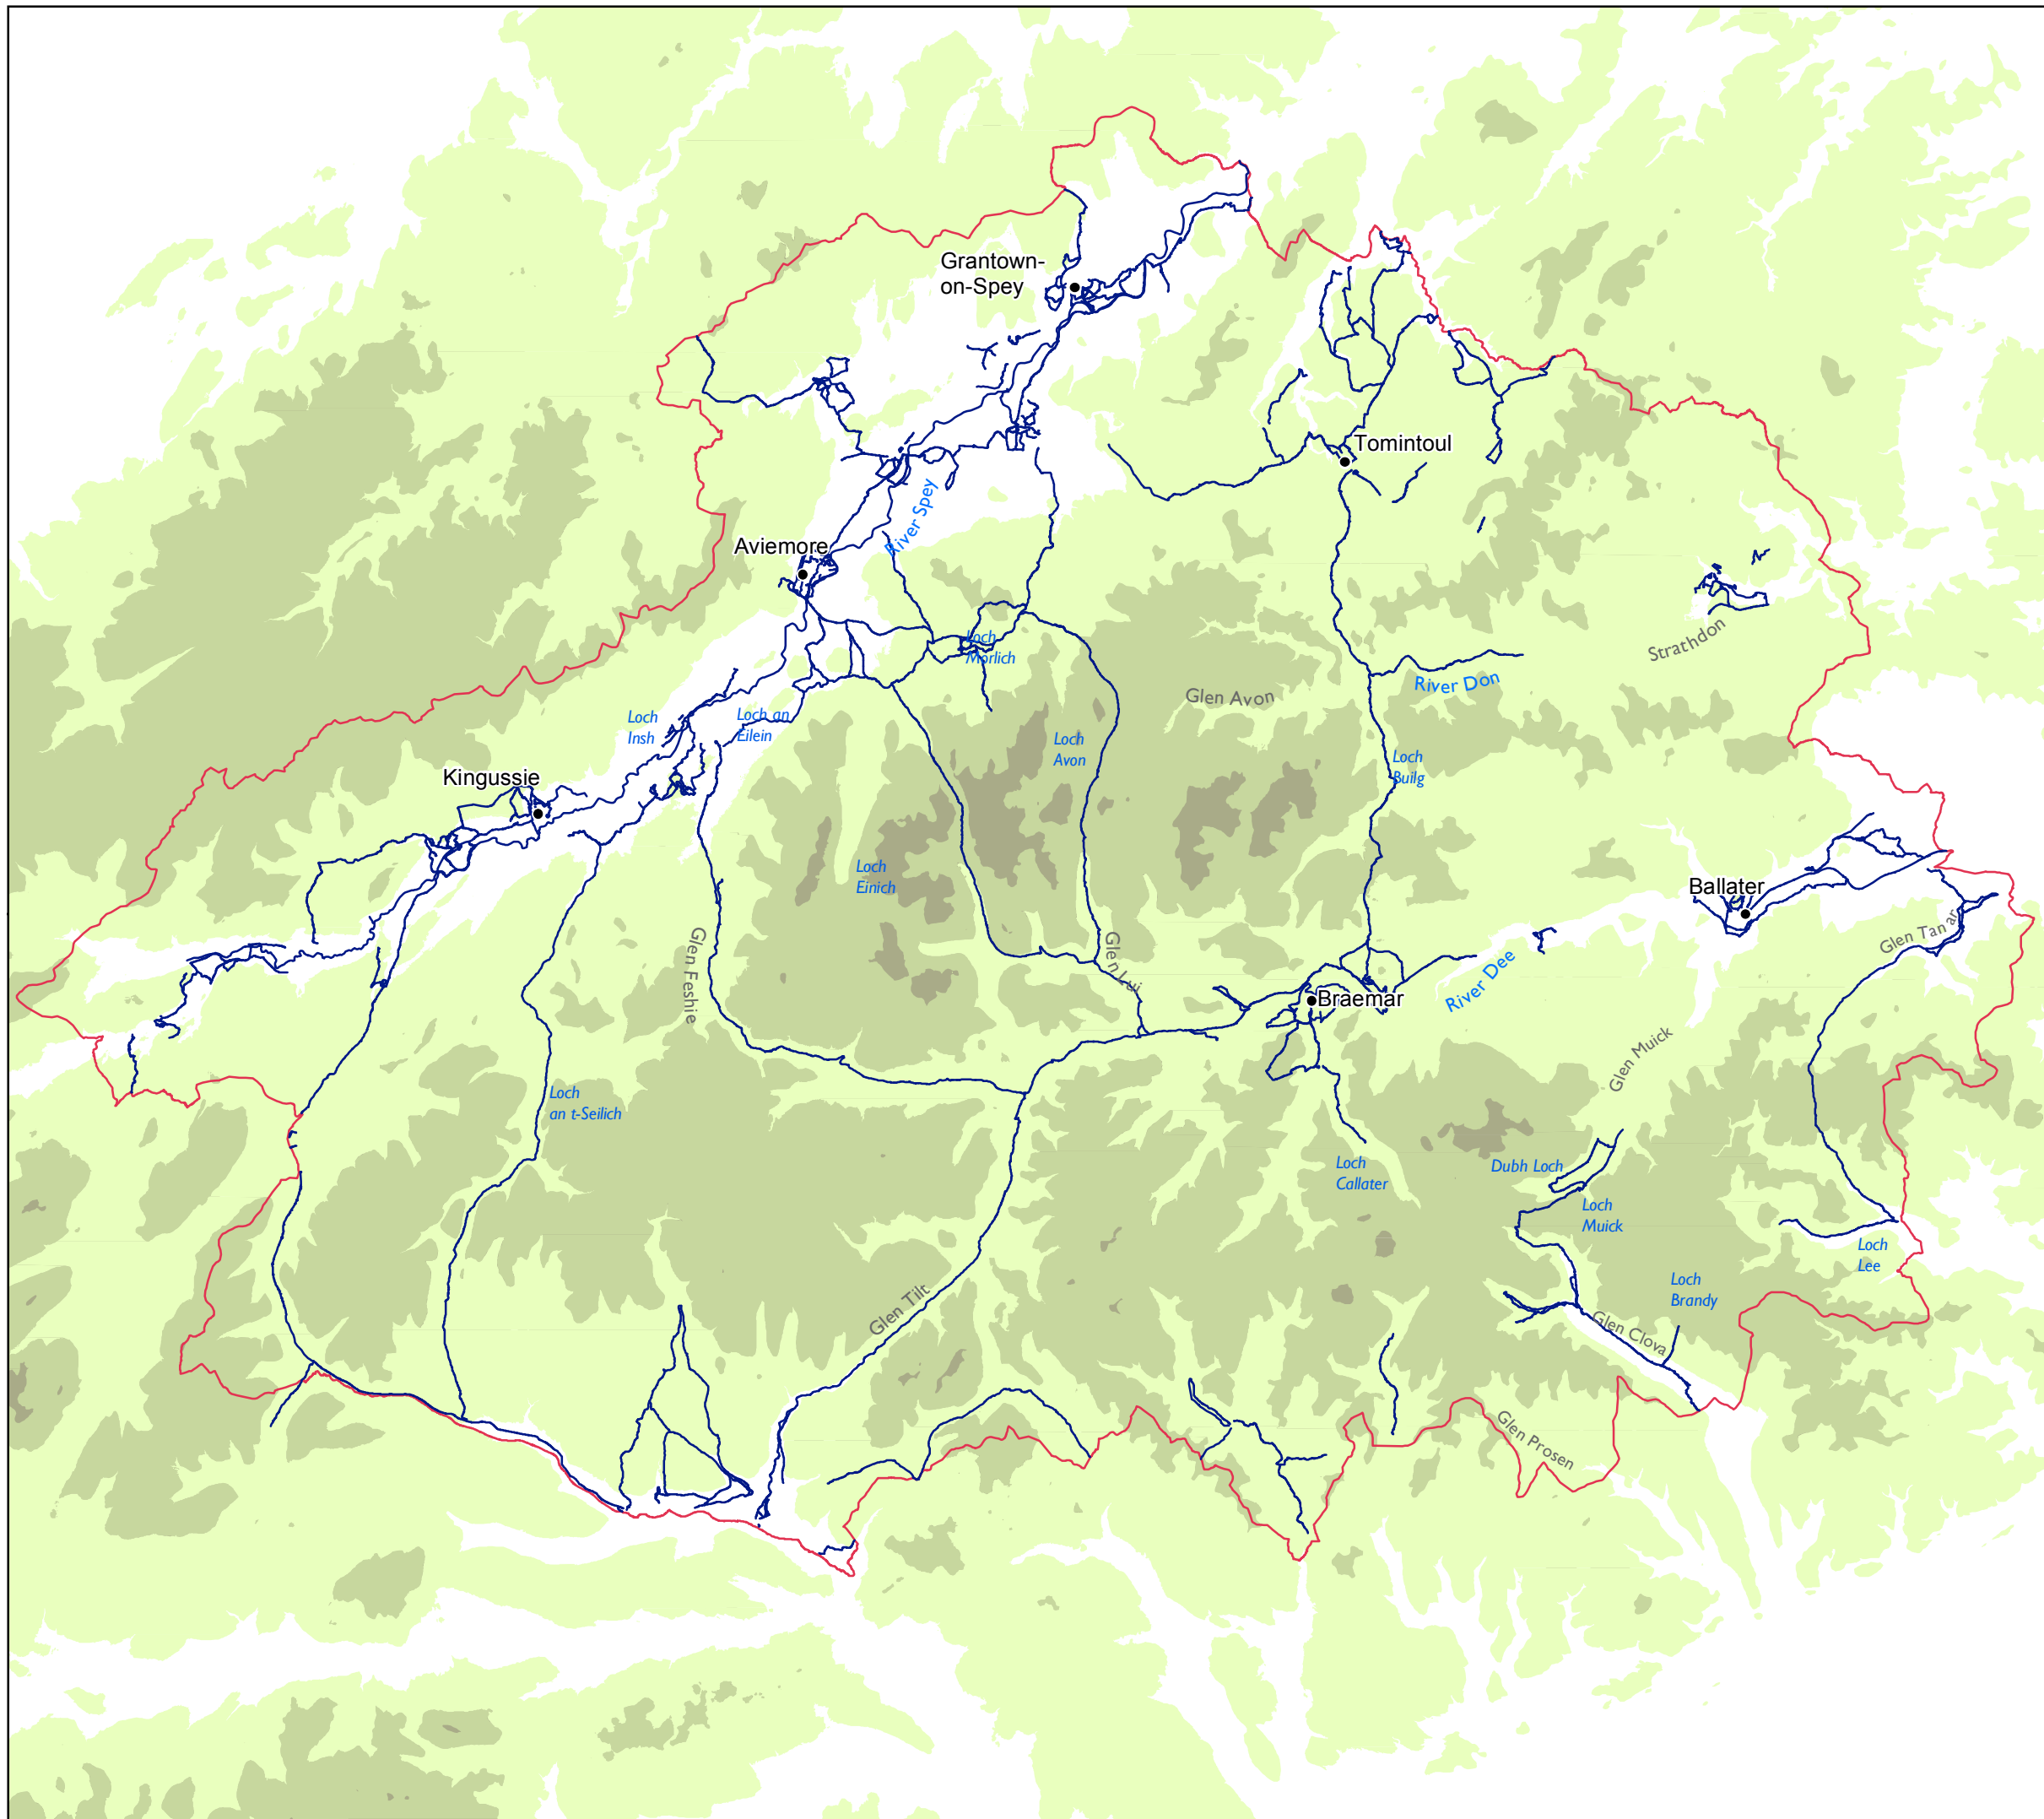 Grantown-
on-Spey
Tomintoul
River Spey
Aviemore
Strathdon
Loch
Morlich
River Don
Glen Avon
Loch
Insh
Loch an
Eilein
Loch
Avon
Loch
Builg
Kingussie
Loch
Einich
Ballater
Glen Tanar
Glen Feshie
Glen Lui
River Dee
Braemar
Glen Muick
Loch
an t-Seilich
Dubh Loch
Loch
Callater
Loch
Muick
Loch
Lee
Loch
Brandy
Glen Tilt
Glen Clova
Glen Prosen